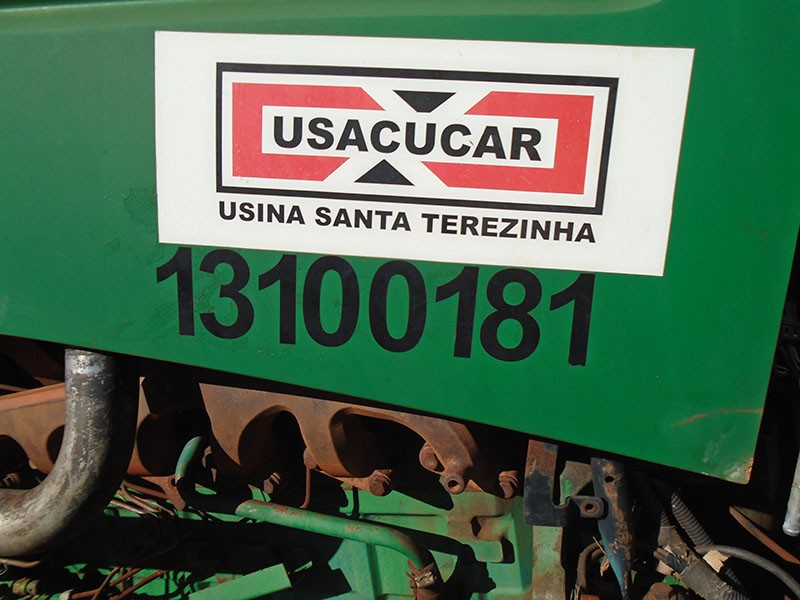 USACUCAR
USINA SANTA TEREZINHA
13100181